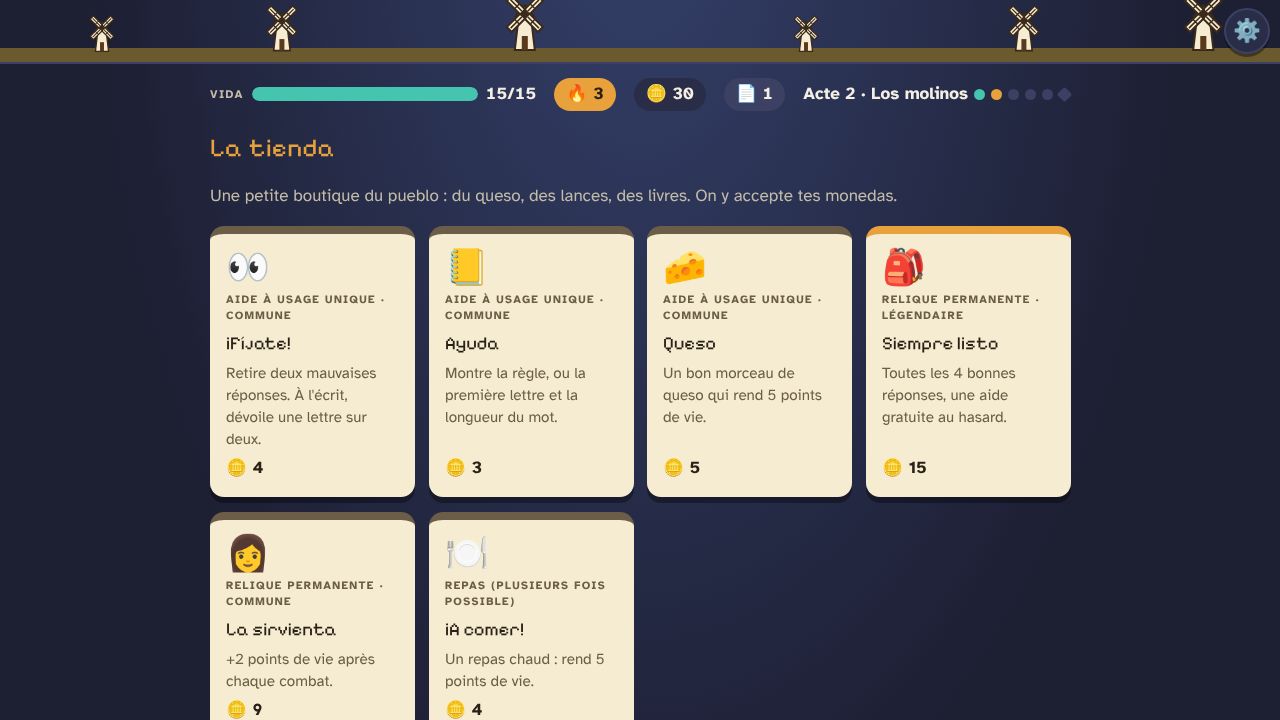 VIDA 15/15 3 30 1 Acte 2 · Los molinos
La tienda
Une petite boutique du pueblo : du queso, des lances, des livres. On y accepte tes monedas.
AIDE À USAGE UNIQUE ·
COMMUNE
¡Fíjate!
Retire deux mauvaises
réponses. À l'écrit,
dévoile une lettre sur
deux.
4
AIDE À USAGE UNIQUE ·
COMMUNE
Ayuda
Montre la règle, ou la
première lettre et la
longueur du mot.
3
AIDE À USAGE UNIQUE ·
COMMUNE
Queso
Un bon morceau de
queso qui rend 5 points
de vie.
5
RELIQUE PERMANENTE ·
LÉGENDAIRE
Siempre listo
Toutes les 4 bonnes
réponses, une aide
gratuite au hasard.
15
RELIQUE PERMANENTE ·
COMMUNE
La sirvienta
+2 points de vie après
chaque combat.
9
REPAS (PLUSIEURS FOIS
POSSIBLE)
¡A comer!
Un repas chaud : rend 5
points de vie.
4